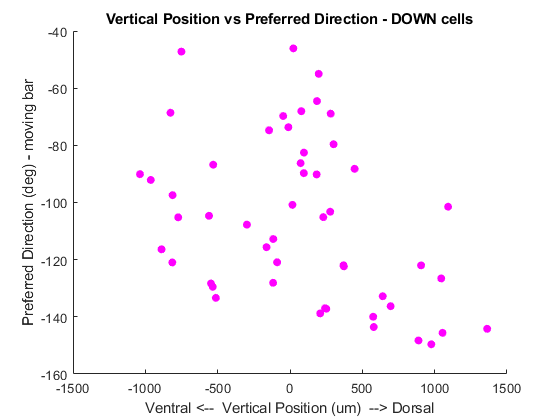 Vertical Position vs Preferred Direction - DOWN cells
-40
-60
-80
-100
-120
-140
-160
Preferred Direction (deg) - moving bar
-1500 -1000 -500 0 500 1000 1500
Ventral <-- Vertical Position (um) --> Dorsal